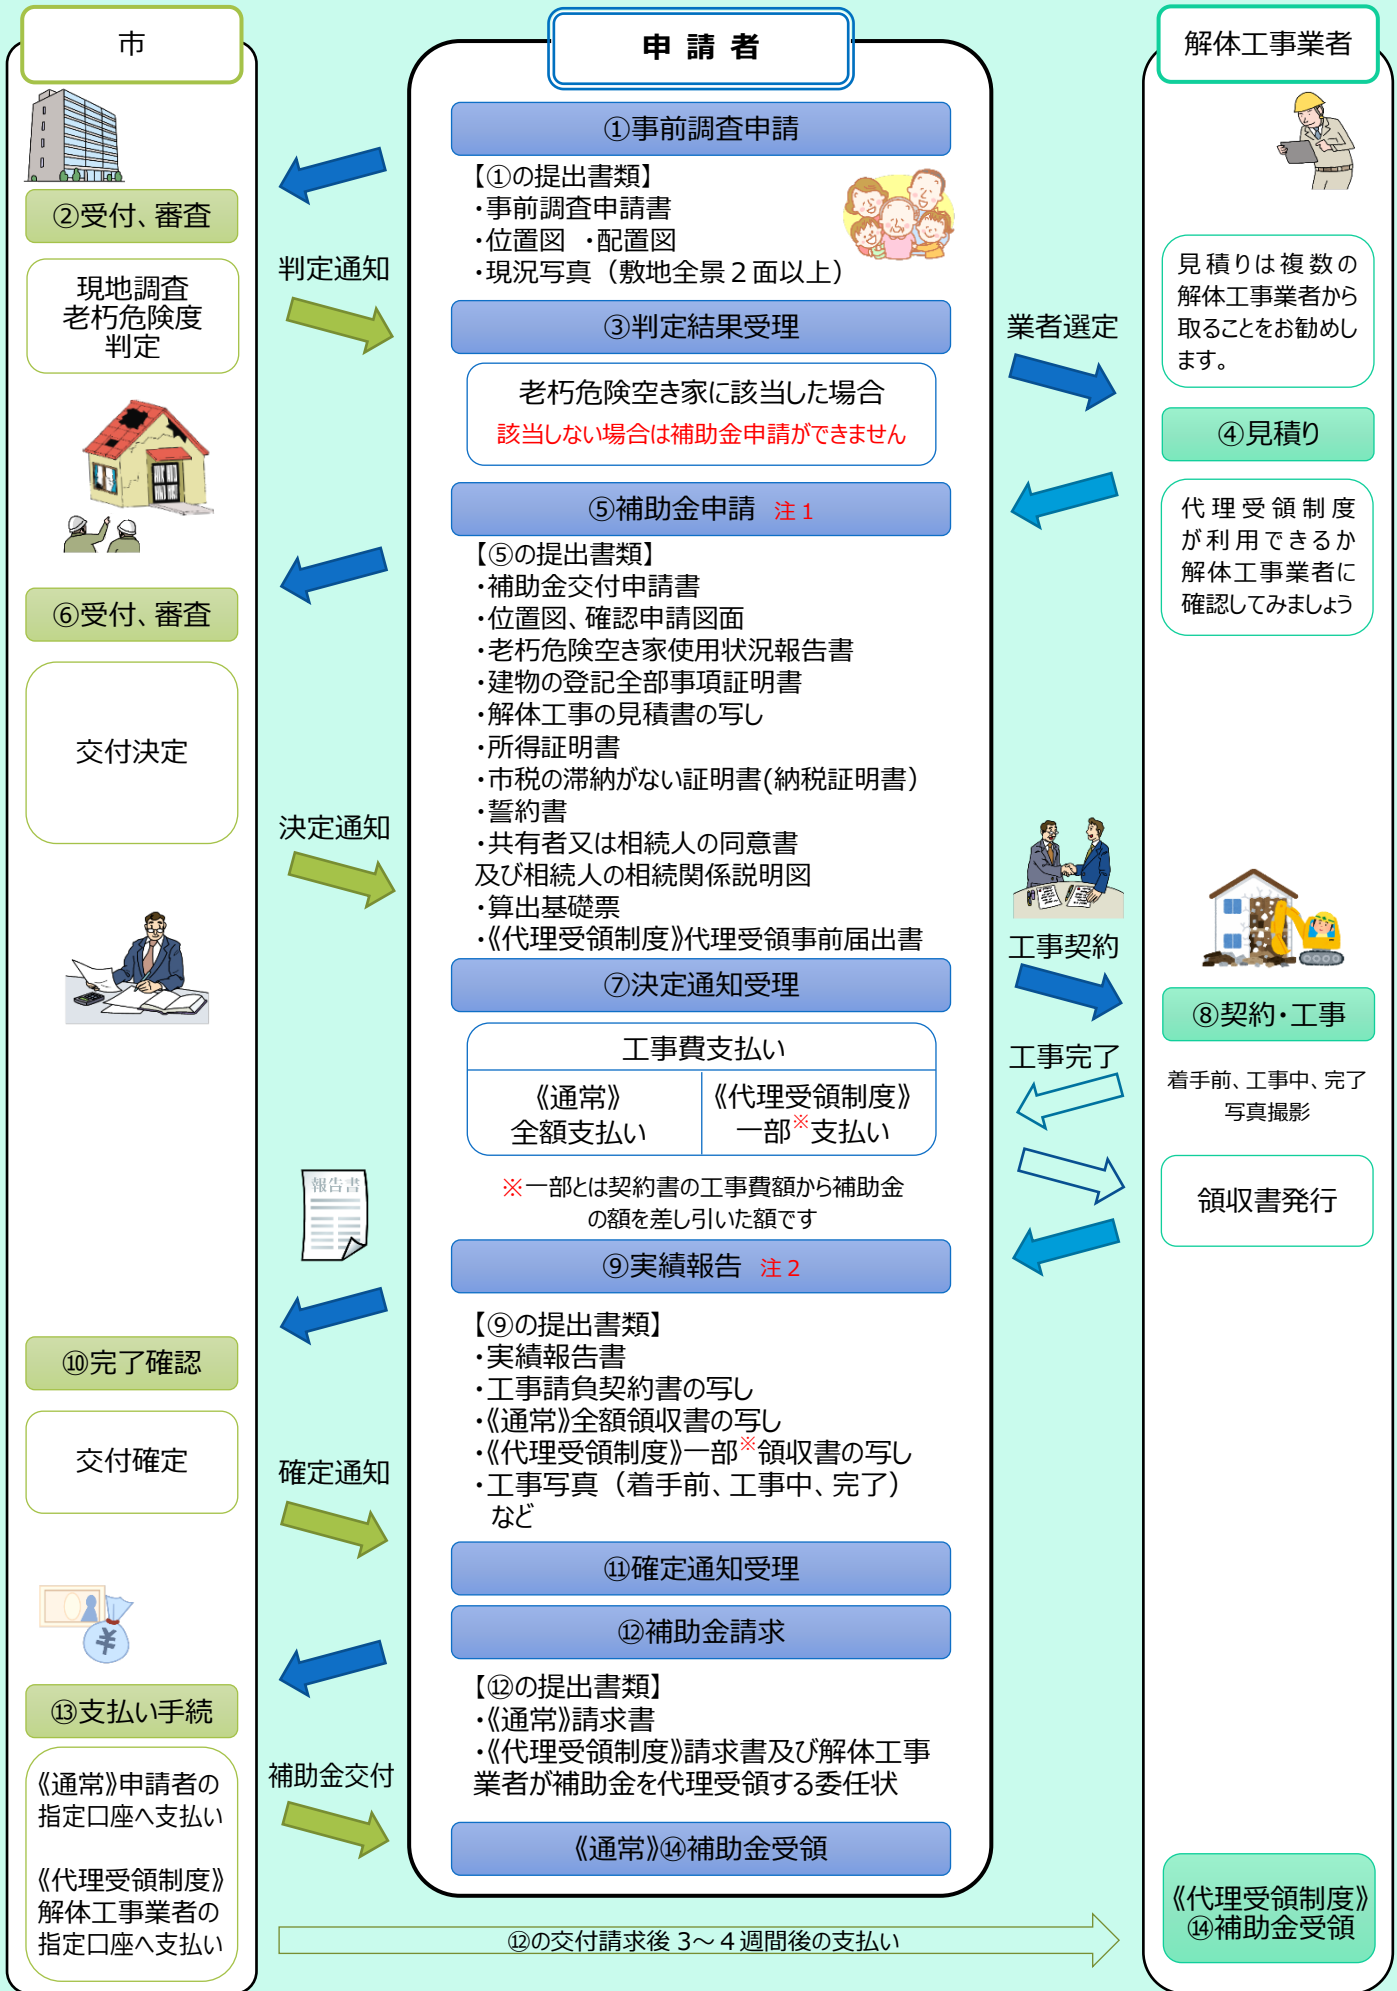 市
申請者
解体工事業者
①事前調査申請
【①の提出書類】
・事前調査申請書
・位置図 ・配置図
・現況写真（敷地全景２面以上）
②受付、審査
現地調査
老朽危険度
判定
判定通知
③判定結果受理
老朽危険空き家に該当した場合
該当しない場合は補助金申請ができません
業者選定
見積りは複数の
解体工事業者から
取ることをお勧めし
ます。
④見積り
代理受領制度
が利用できるか
解体工事業者に
確認してみましょう
⑤補助金申請 注１
【⑤の提出書類】
・補助金交付申請書
・位置図、確認申請図面
・老朽危険空き家使用状況報告書
・建物の登記全部事項証明書
・解体工事の見積書の写し
・所得証明書
・市税の滞納がない証明書(納税証明書）
・誓約書
・共有者又は相続人の同意書
及び相続人の相続関係説明図
・算出基礎票
・《代理受領制度》代理受領事前届出書
⑥受付、審査
交付決定
決定通知
⑦決定通知受理
工事契約
⑧契約・工事
着手前、工事中、完了
写真撮影
工事完了
工事費支払い
《通常》
全額支払い
《代理受領制度》
一部※支払い
※一部とは契約書の工事費額から補助金
の額を差し引いた額です
領収書発行
報告書
⑨実績報告 注２
【⑨の提出書類】
・実績報告書
・工事請負契約書の写し
・《通常》全額領収書の写し
・《代理受領制度》一部※領収書の写し
・工事写真（着手前、工事中、完了）
など
⑩完了確認
交付確定
確定通知
⑪確定通知受理
⑫補助金請求
【⑫の提出書類】
・《通常》請求書
・《代理受領制度》請求書及び解体工事
業者が補助金を代理受領する委任状
¥
⑬支払い手続
《通常》申請者の
指定口座へ支払い
《代理受領制度》
解体工事業者の
指定口座へ支払い
補助金交付
《通常》⑭補助金受領
⑫の交付請求後３～４週間後の支払い
《代理受領制度》
⑭補助金受領